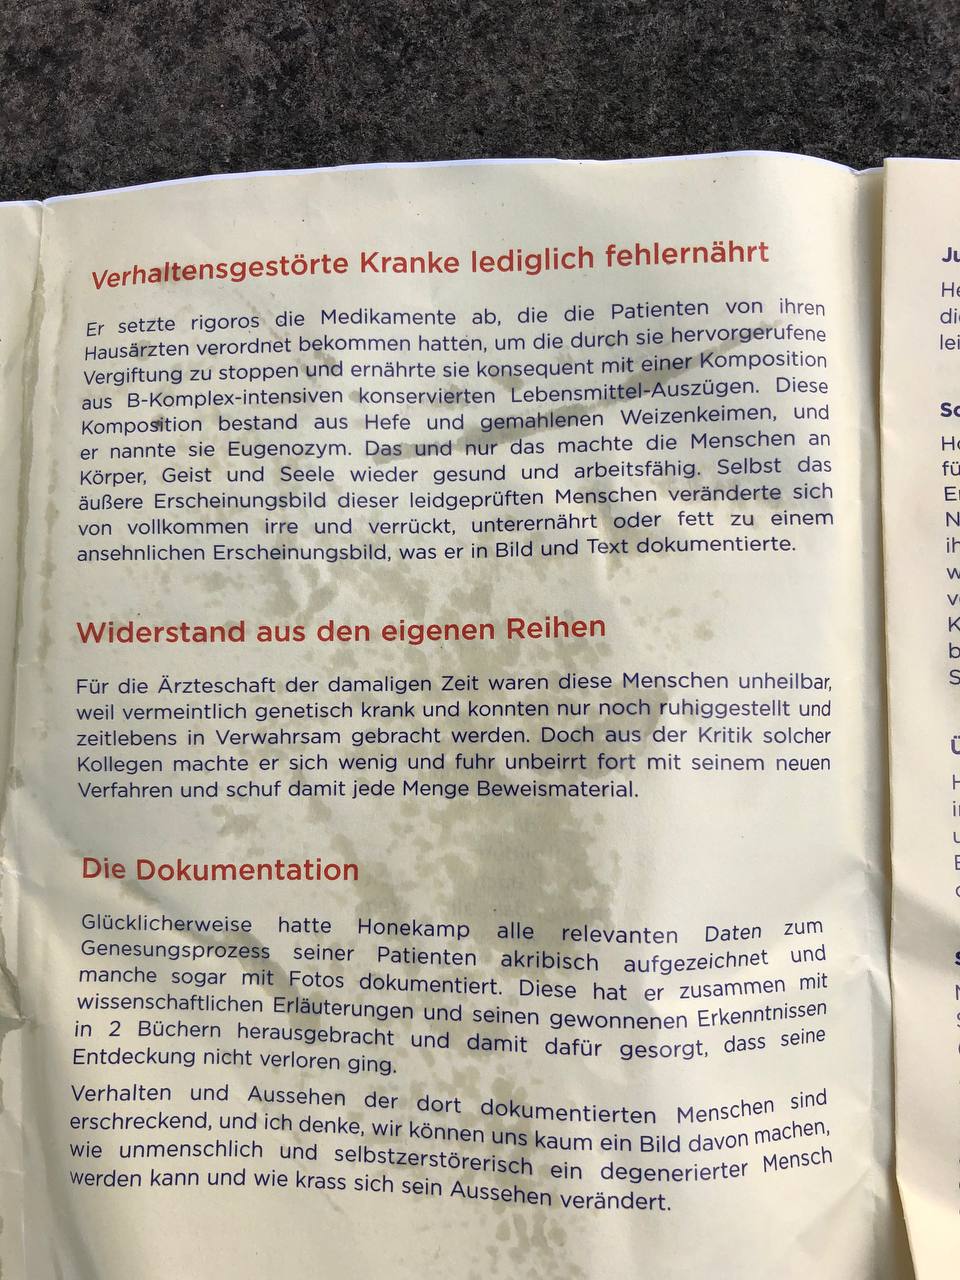 Verhaltensgestörte Kranke lediglich fehlernährt
Er setzte rigoros die Medikamente ab, die die Patienten von ihren
Hausärzten verordnet bekommen hatten, um die durch sie hervorgerufene
Vergiftung zu stoppen und ernährte sie konsequent mit einer Komposition
aus B-Komplex-intensiven konservierten Lebensmittel-Auszügen. Diese
Komposition bestand aus Hefe und gemahlenen Weizenkeimen, und
er nannte sie Eugenozym. Das und nur das machte die Menschen an
Körper, Geist und Seele wieder gesund und arbeitsfähig. Selbst das
äußere Erscheinungsbild dieser leidgeprüften Menschen veränderte sich
von vollkommen irre und verrückt, unterernährt oder fett zu einem
ansehnlichen Erscheinungsbild, was er in Bild und Text dokumentierte.
Widerstand aus den eigenen Reihen
Für die Ärzteschaft der damaligen Zeit waren diese Menschen unheilbar,
weil vermeintlich genetisch krank und konnten nur noch ruhiggestellt und
zeitlebens in Verwahrsam gebracht werden. Doch aus der Kritik solcher
Kollegen machte er sich wenig und fuhr unbeirrt fort mit seinem neuen
Verfahren und schuf damit jede Menge Beweismaterial.
Die Dokumentation
Glücklicherweise hatte Honekamp alle relevanten Daten zum
Genesungsprozess seiner Patienten akribisch aufgezeichnet und
manche sogar mit Fotos dokumentiert. Diese hat er zusammen mit
wissenschaftlichen Erläuterungen und seinen gewonnenen Erkenntnissen
in 2 Büchern herausgebracht und damit dafür gesorgt, dass seine
Entdeckung nicht verloren ging.
Verhalten und Aussehen der dort dokumentierten Menschen sind
erschreckend, und ich denke, wir können uns kaum ein Bild davon machen,
wie unmenschlich und selbstzerstörerisch ein degenerierter Mensch
werden kann und wie krass sich sein Aussehen verändert.